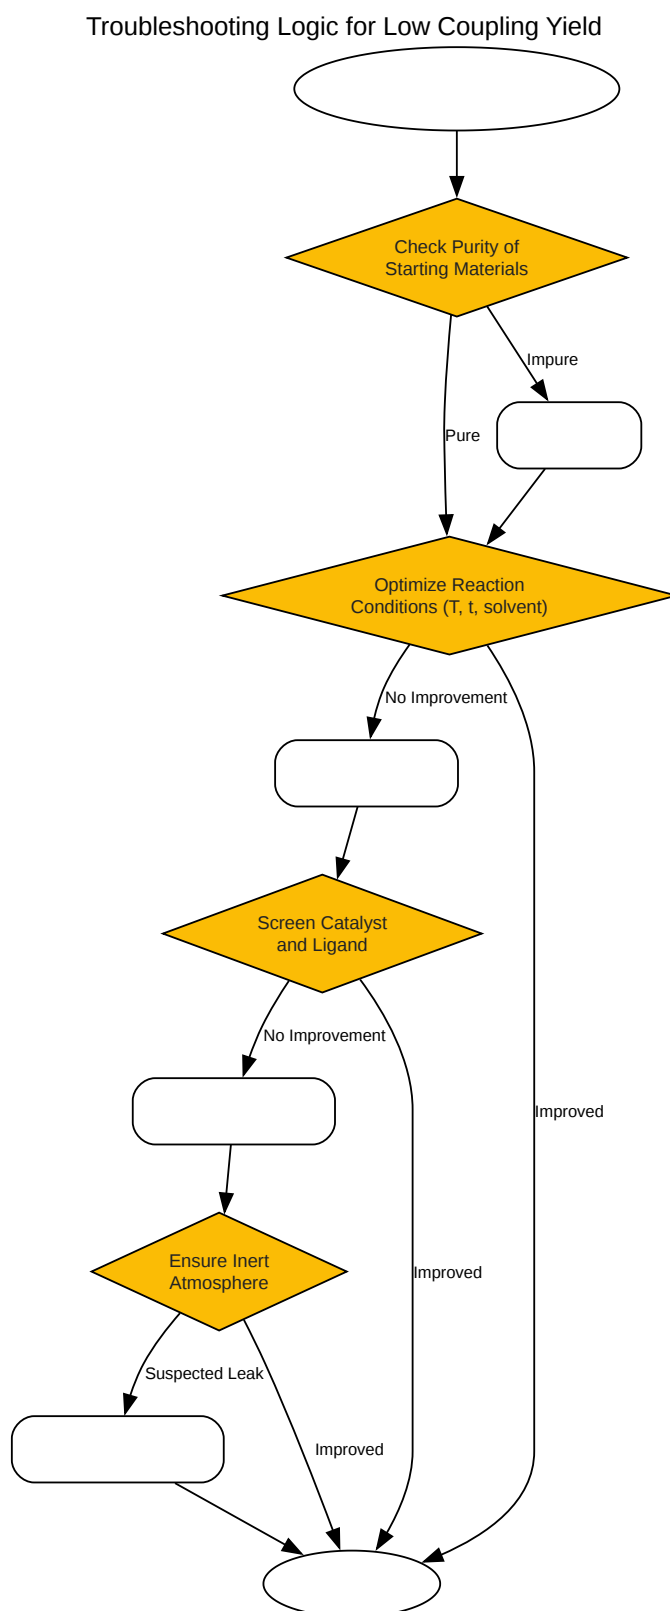 Troubleshooting Logic for Low Coupling Yield
Check Purity of
Starting Materials
Impure
Pure
Optimize Reaction
Conditions (T, t, solvent)
No Improvement
Screen Catalyst
and Ligand
No Improvement
Improved
Ensure Inert
Atmosphere
Improved
Suspected Leak
Improved